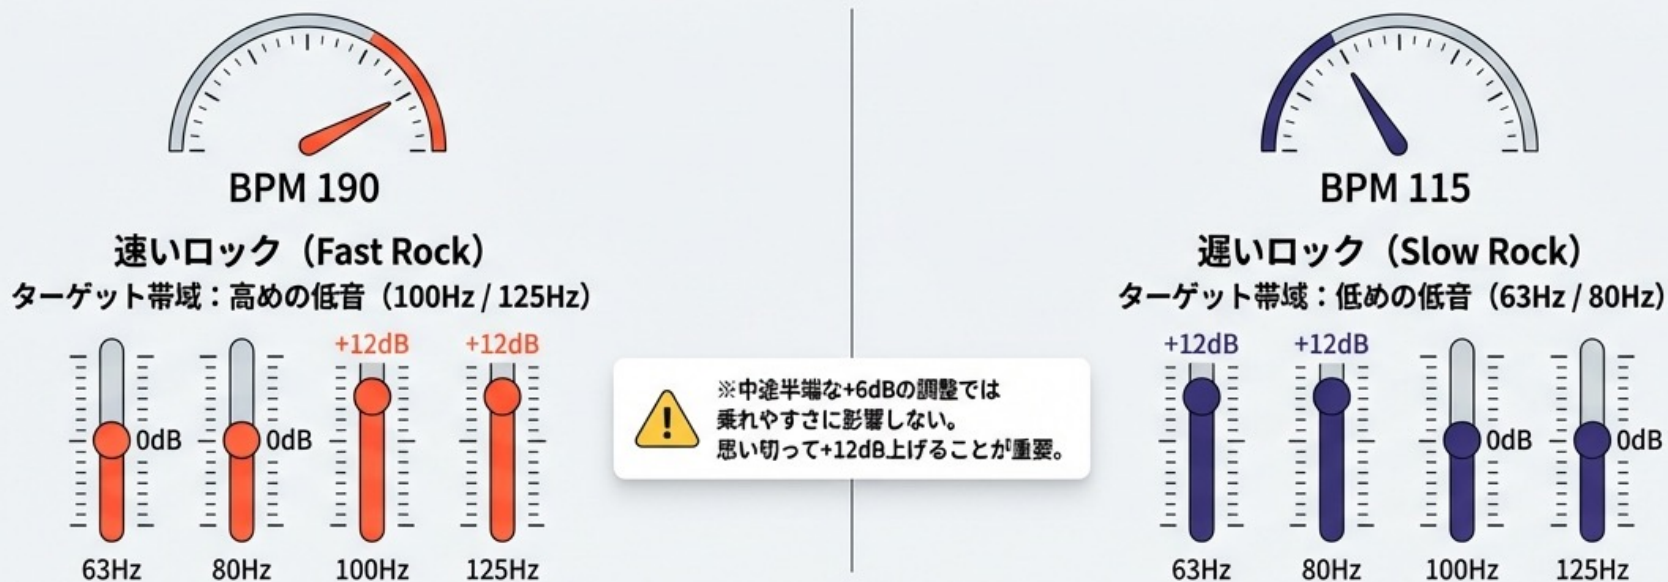 BPM 190
速いロック（Fast Rock）
ターゲット帯域：高めの低音（100Hz / 125Hz）
0dB
0dB
+12dB
+12dB
63Hz
80Hz
100Hz
125Hz
※中途半端な+6dBの調整では
乗れやすさに影響しない。
思い切って+12dB上げることが重要。
BPM 115
遅いロック（Slow Rock）
ターゲット帯域：低めの低音（63Hz / 80Hz）
+12dB
+12dB
0dB
0dB
63Hz
80Hz
100Hz
125Hz